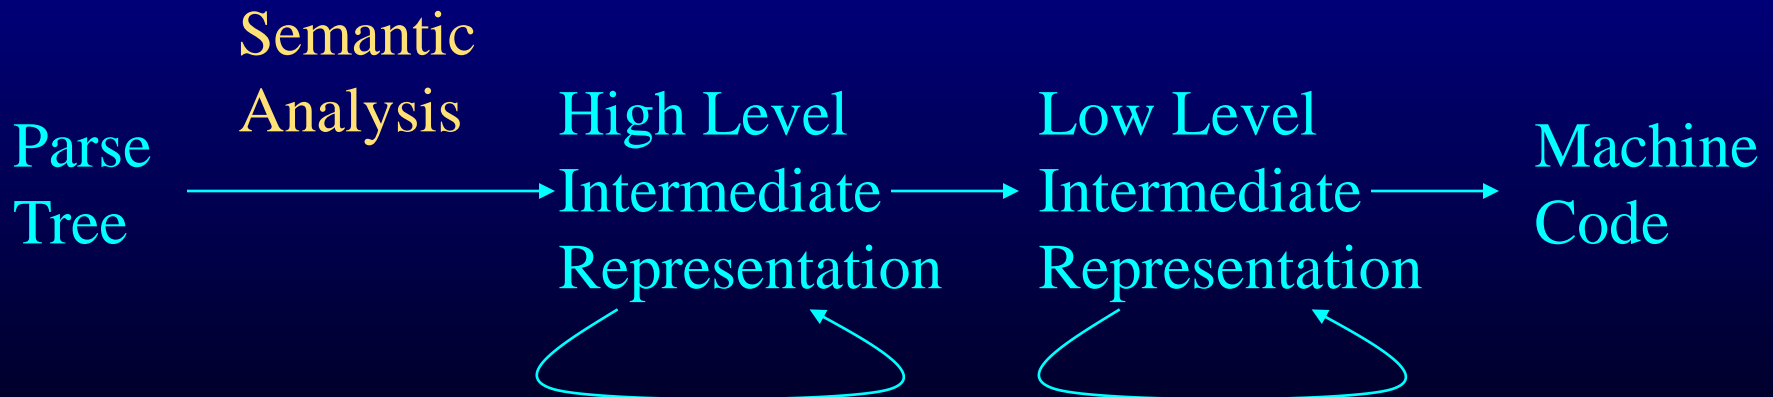 Semantic
Analysis
Parse
Tree
High Level
Intermediate
Representation
Low Level
Intermediate
Representation
Machine
Code